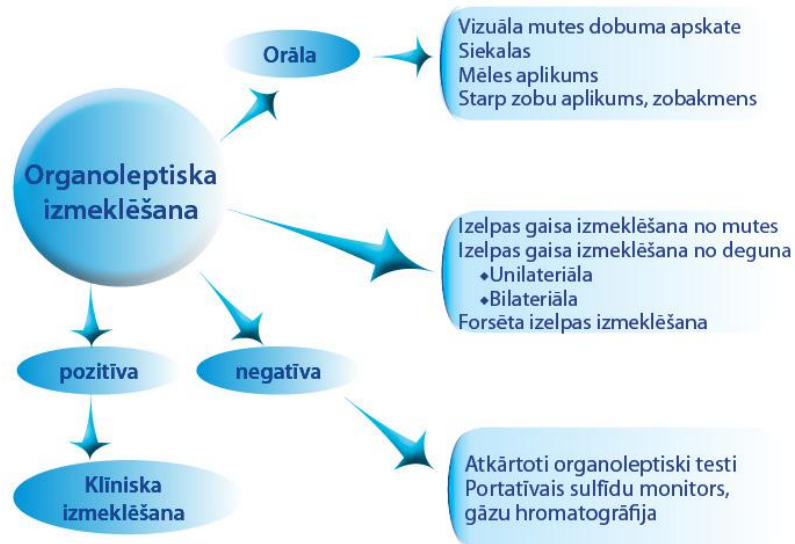 Orāla
Vizuāla mutes dobuma apskate
Siekalas
Mēles aplikums
Starp zobu aplikums, zobakmens
Organoleptiska
izmeklēšana
Izelpas gaisa izmeklēšana no mutes
Izelpas gaisa izmeklēšana no deguna
◆Unilateriāla
◆Bilateriāla
Forsēta izelpas izmeklēšana
pozitīva
negatīva
Klīniska
izmeklēšana
Atkārtoti organoleptiski testi
Portatīvais sulfīdu monitors,
gāzu hromatogrāfija